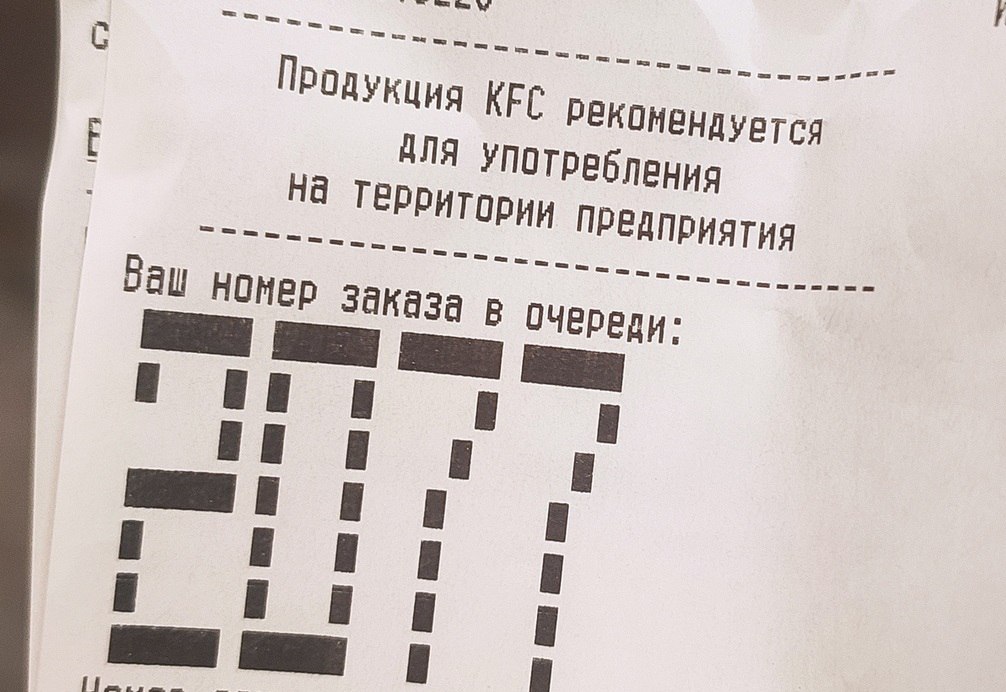 Продукция KFC рекомендуется
для употребления
на территории предприятия
Ваш номер заказа в очереди:
2077